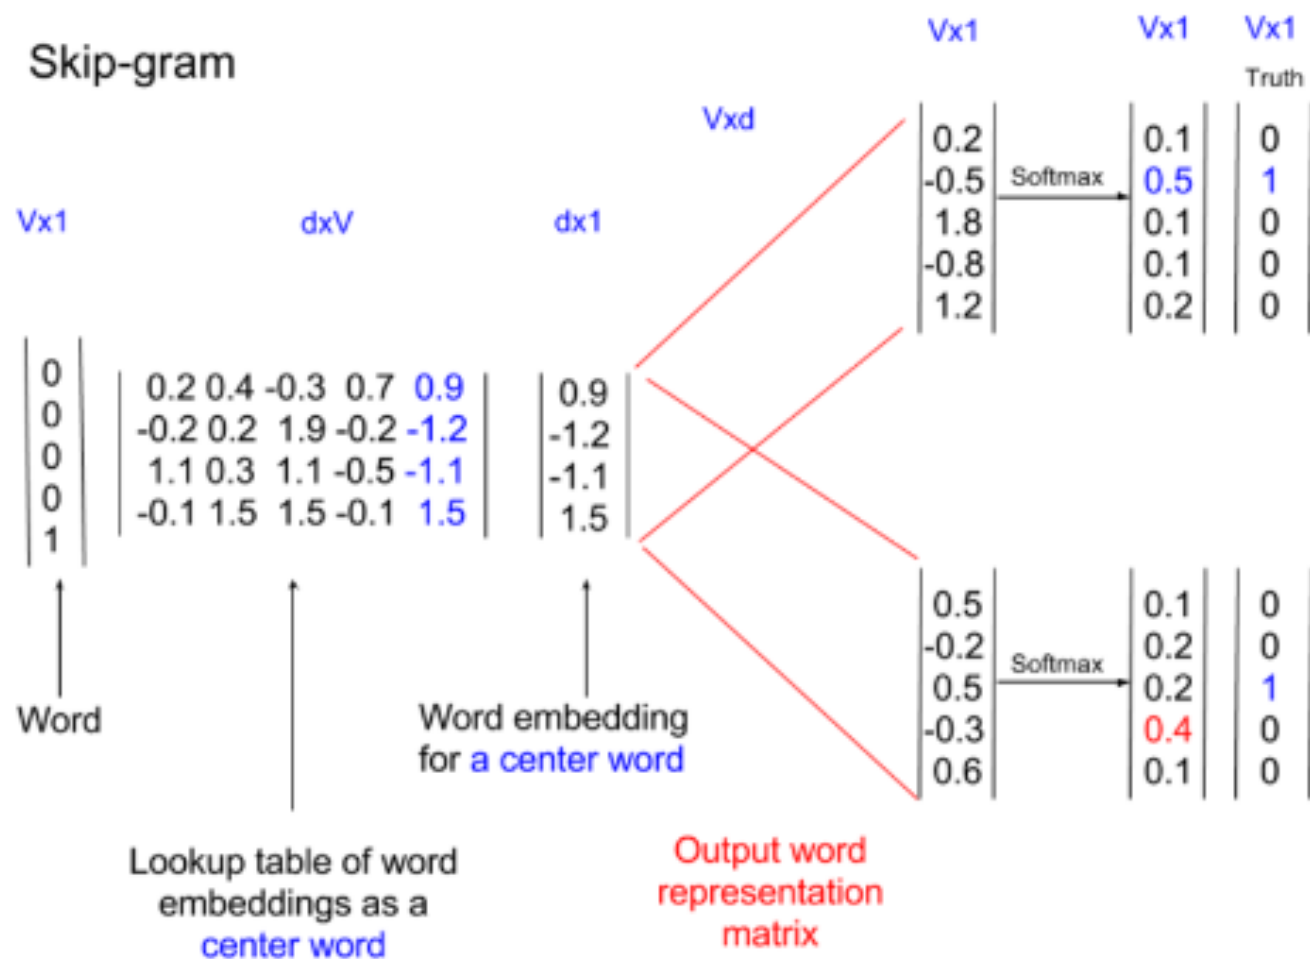 Skip-gram
Vx1
dxV
dx1
Vxd
Vx1
Vx1
Vx1
Truth
0
0
0
0
1
0.2 0.4 -0.3 0.7 0.9
-0.2 0.2 1.9 -0.2 -1.2
1.1 0.3 1.1 -0.5 -1.1
-0.1 1.5 1.5 -0.1 1.5
0.9
-1.2
-1.1
1.5
0.2
-0.5
1.8
-0.8
1.2
Softmax
0.1
0.5
0.1
0.1
0.2
0
1
0
0
0
0.5
-0.2
0.5
-0.3
0.6
Softmax
0.1
0.2
0.2
0.4
0.1
0
0
1
0
0
Word
Lookup table of word
embeddings as a
center word
Word embedding
for a center word
Output word
representation
matrix